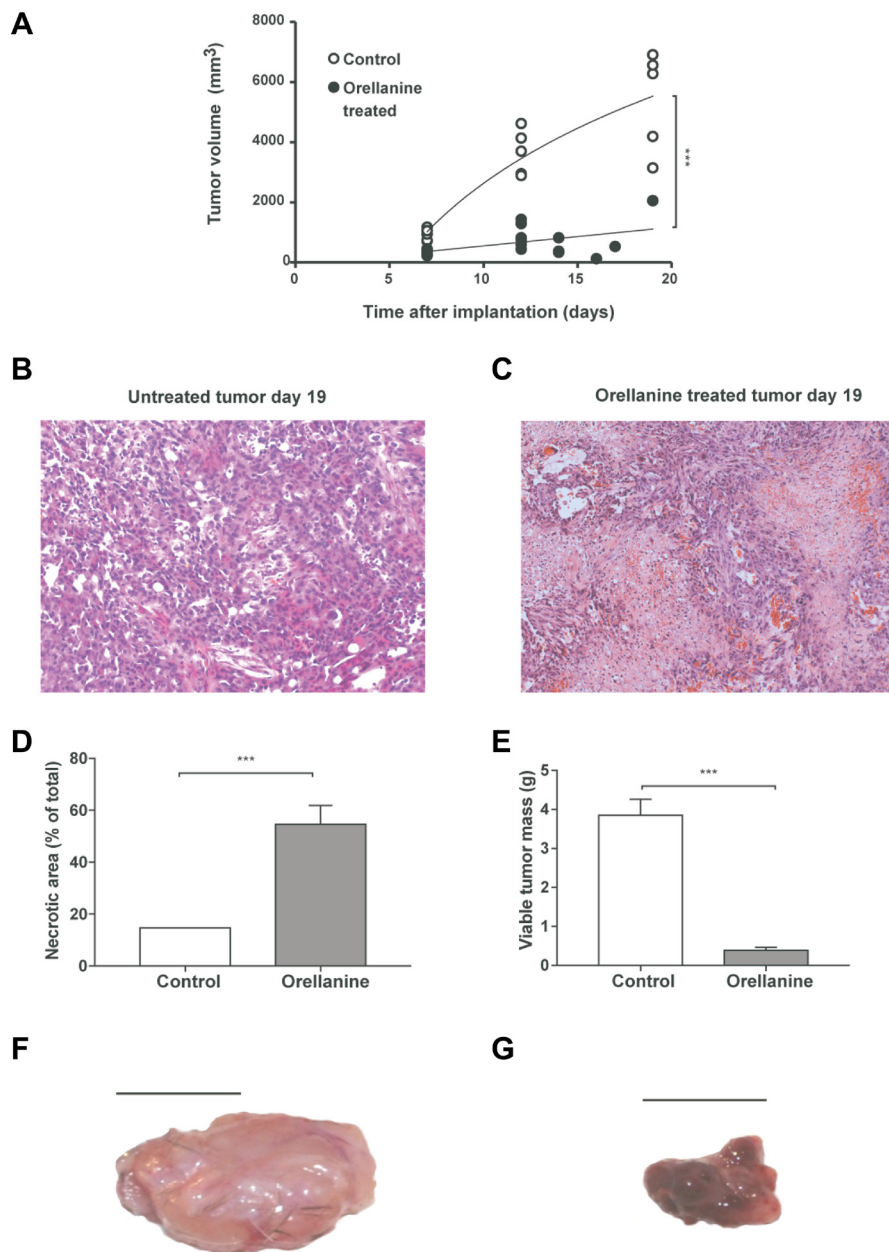 A
8000
6000
4000
2000
0
Tumor volume (mm³)
Control
Orellanine
treated
***
0 5 10 15 20
Time after implantation (days)
B
Untreated tumor day 19
C
Orellanine treated tumor day 19
D
80
60
40
20
0
Necrotic area (% of total)
***
Control Orellanine
E
5
4
3
2
1
0
Viable tumor mass (g)
***
Control Orellanine
F
G